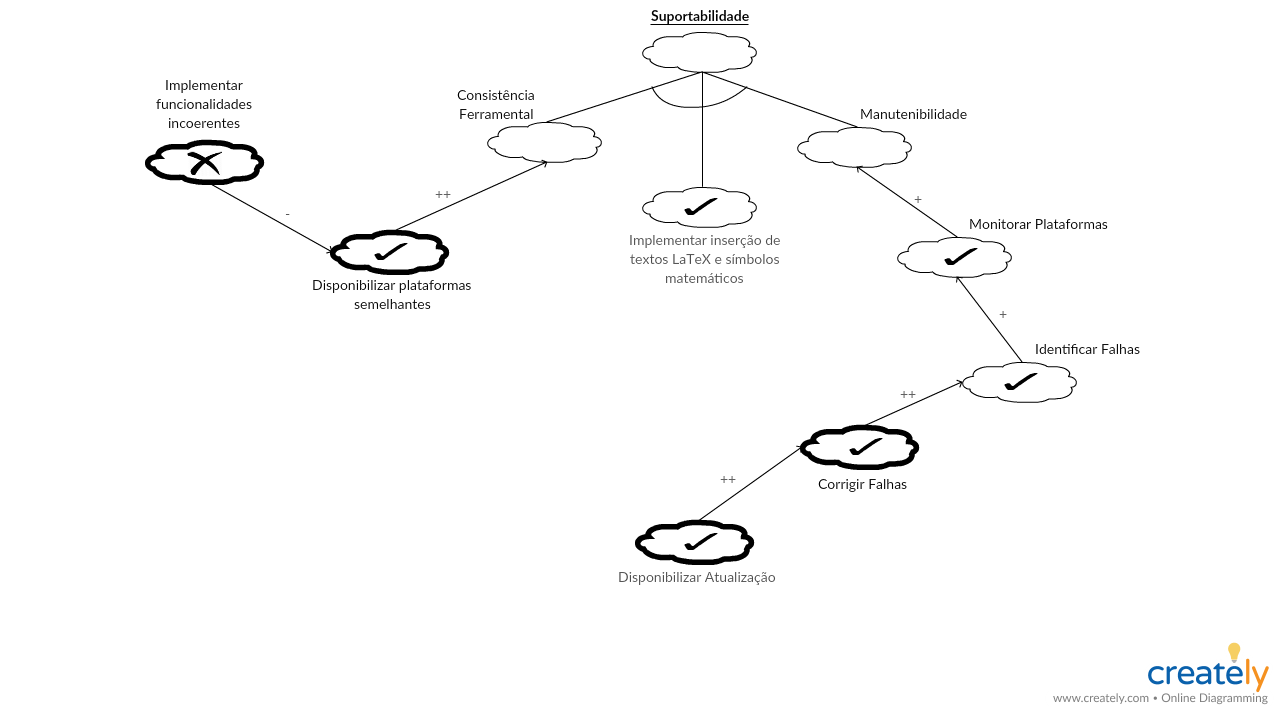 Suportabilidade
Implementar
funcionalidades
incoerentes
Consistência
Ferramental
Manutenibilidade
++
-
+
Monitorar Plataformas
Implementar inserção de
textos LaTeX e símbolos
matemáticos
Disponibilizar plataformas
semelhantes
+
Identificar Falhas
++
++
Corrigir Falhas
Disponibilizar Atualização
creately
www.creately.com • Online Diagramming